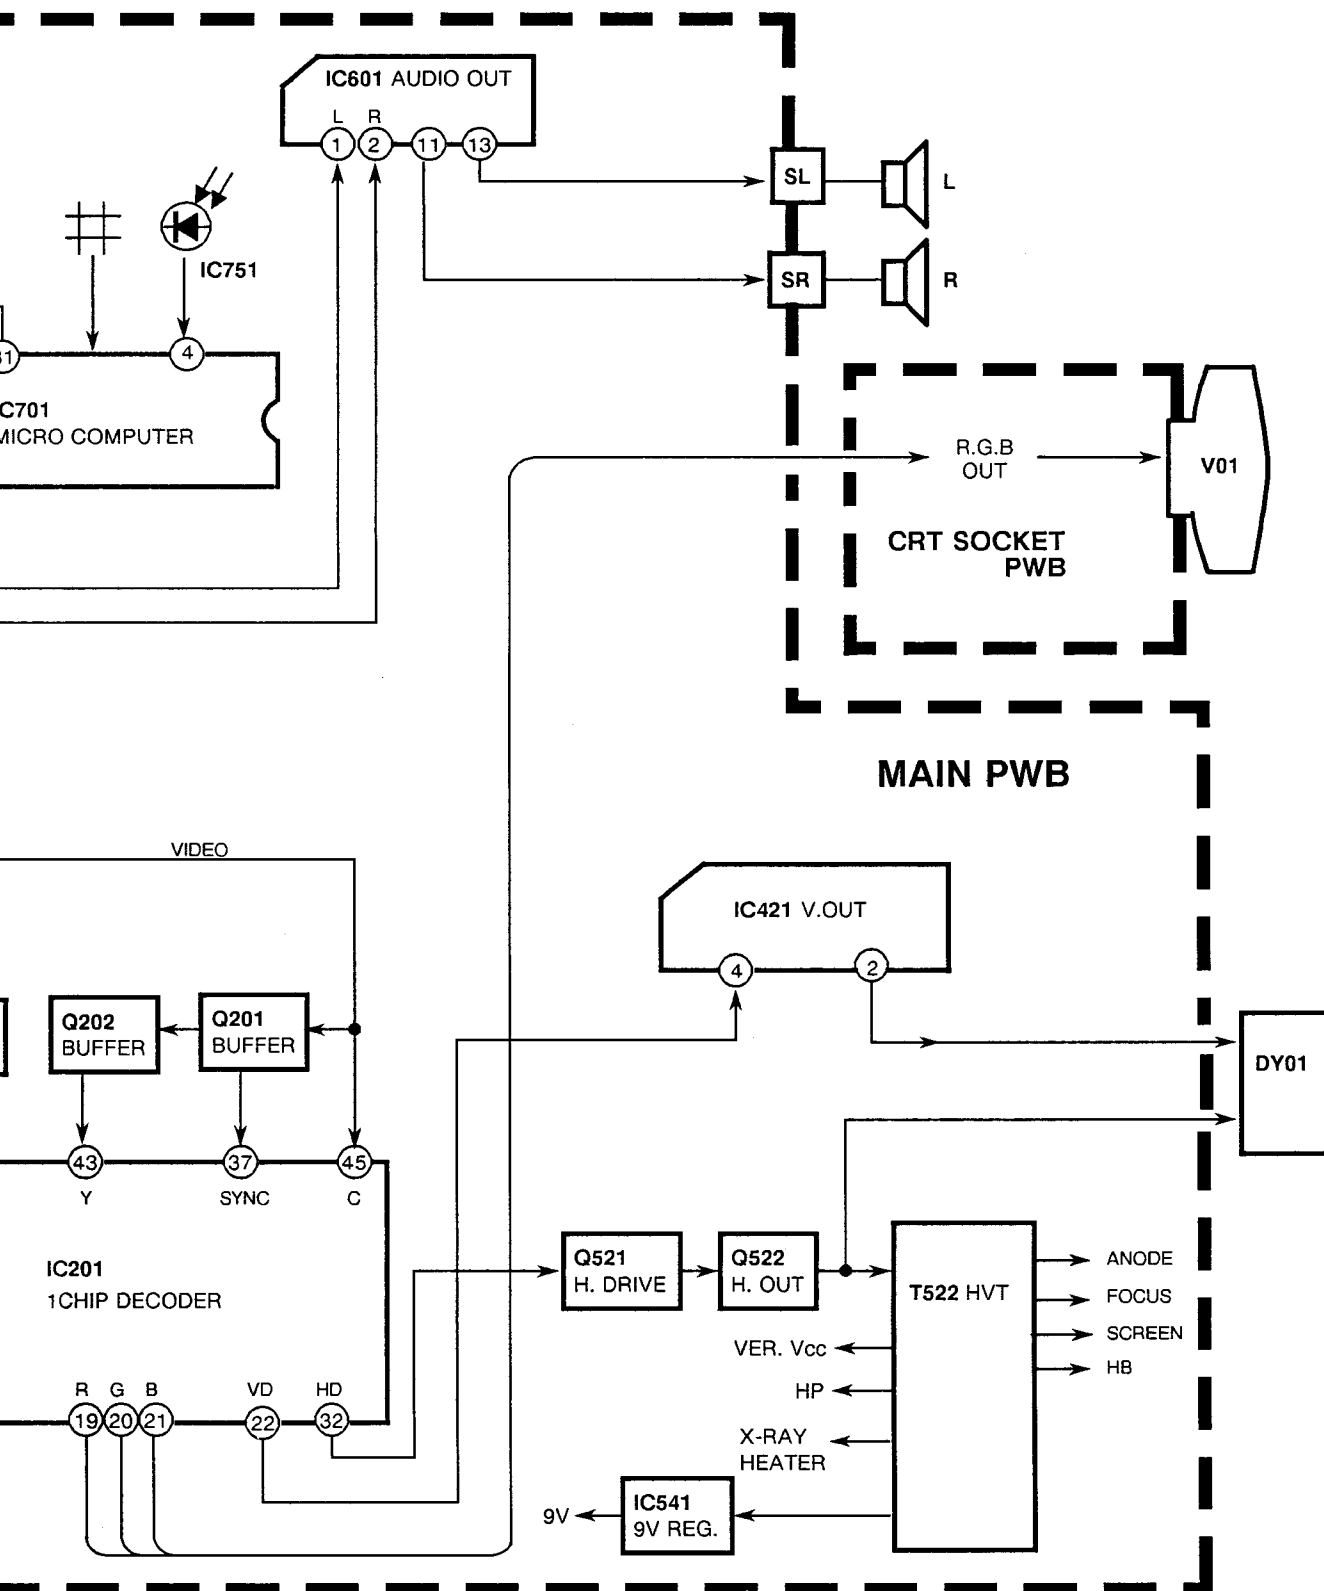 IC601 AUDIO OUT
L R
1 2 11 13
SL
L
SR
R
IC751
4
C701
MICRO COMPUTER
R.G.B
OUT
V01
CRT SOCKET
PWB
MAIN PWB
VIDEO
IC421 V.OUT
4 2
Q202
BUFFER
Q201
BUFFER
DY01
43 37 45
Y SYNC C
IC201
1CHIP DECODER
Q521
H. DRIVE
Q522
H. OUT
T522 HVT
ANODE
FOCUS
SCREEN
HB
VER. Vcc
HP
X-RAY
HEATER
R G B VD HD
19 20 21 22 32
9V
IC541
9V REG.